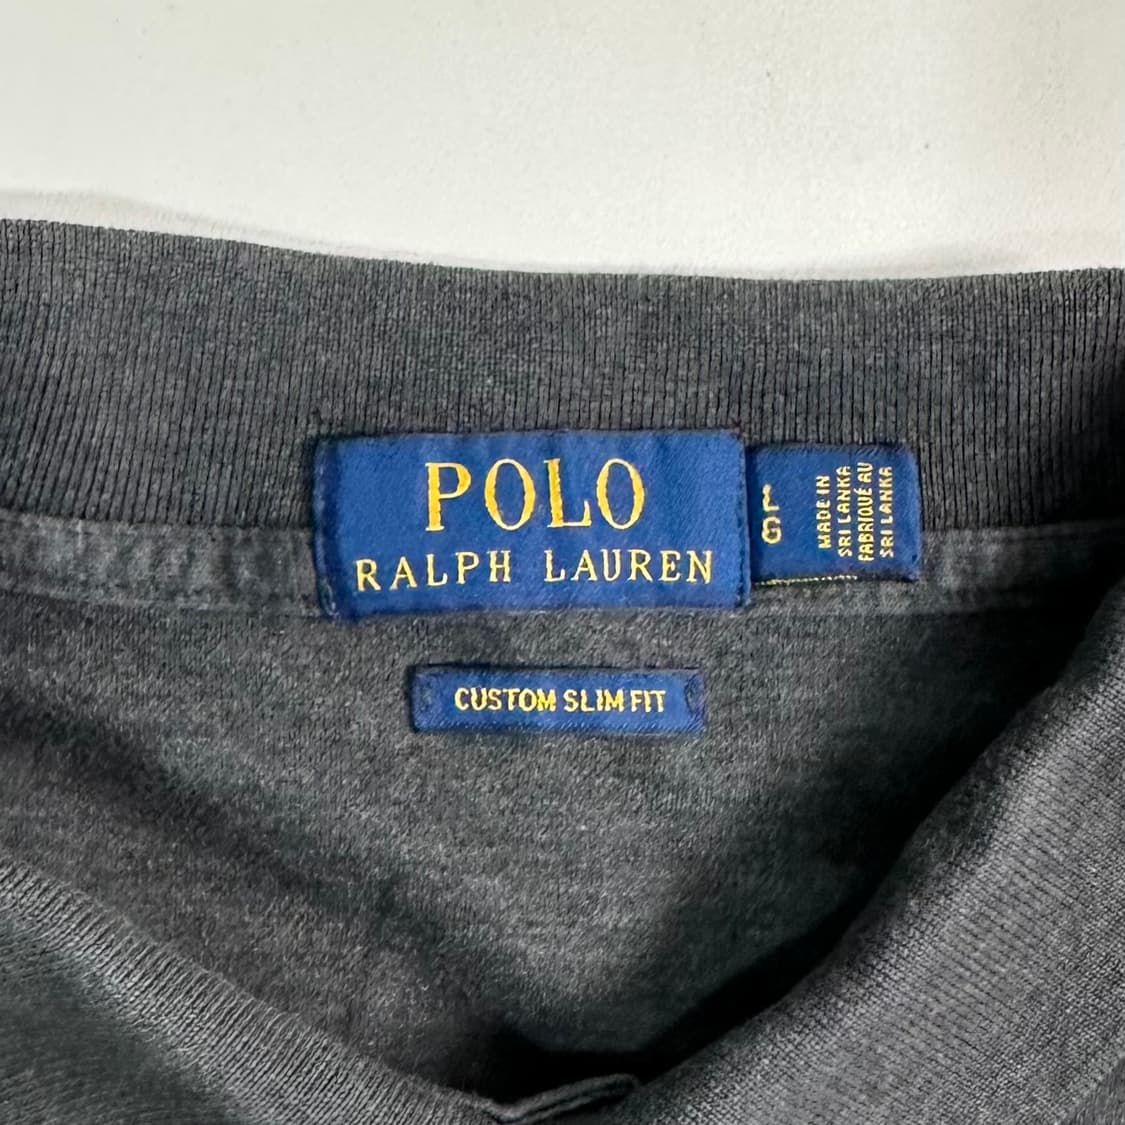 POLO
RALPH LAUREN
L
G
MADE IN
SRI LANKA
FABRIQUÉ AU
SRI LANKA
CUSTOM SLIM FIT